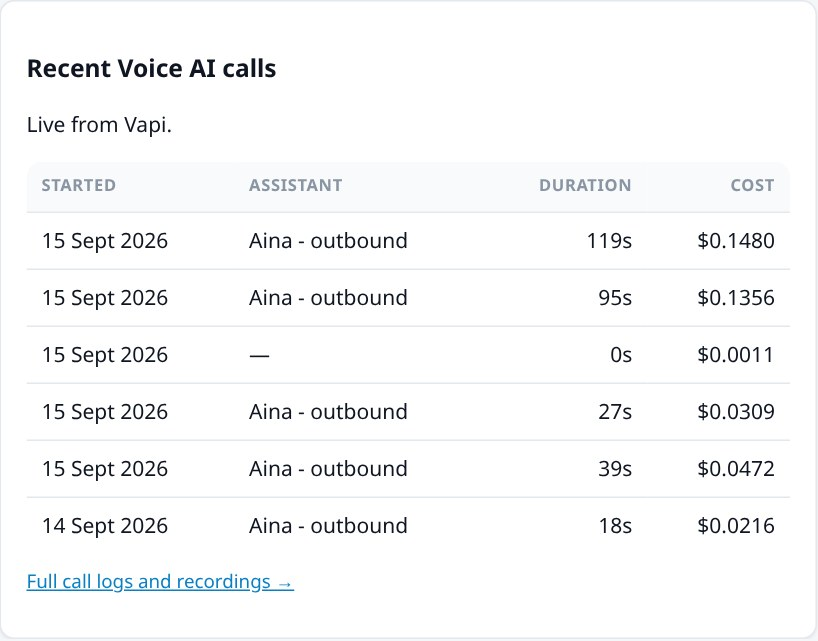 Recent Voice AI calls
Live from Vapi.
STARTED ASSISTANT DURATION COST
15 Sept 2026 Aina - outbound 119s $0.1480
15 Sept 2026 Aina - outbound 95s $0.1356
15 Sept 2026 — 0s $0.0011
15 Sept 2026 Aina - outbound 27s $0.0309
15 Sept 2026 Aina - outbound 39s $0.0472
14 Sept 2026 Aina - outbound 18s $0.0216
Full call logs and recordings →